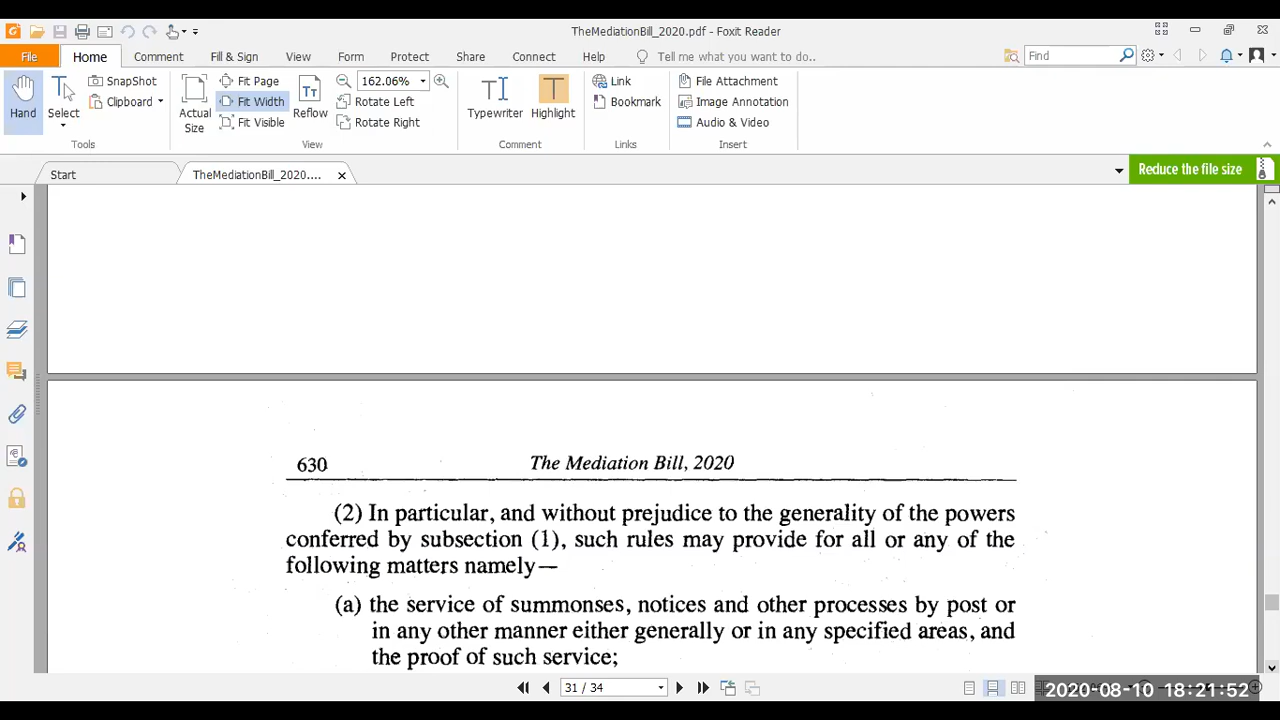 TheMediationBill_2020.pdf - Foxit Reader
File Home Comment Fill & Sign View Form Protect Share Connect Help Tell me what you want to do.. Find
Hand
Select
SnapShot
Clipboard
Tools
Actual Size
Fit Page
Fit Width
Fit Visible
Reflow
162.06%
Rotate Left
Rotate Right
View
Typewriter
Highlight
Comment
Link
Bookmark
Links
File Attachment
Image Annotation
Audio & Video
Insert
Start TheMediationBill_2020.... Reduce the file size
630 The Mediation Bill, 2020
(2) In particular, and without prejudice to the generality of the powers
conferred by subsection (1), such rules may provide for all or any of the
following matters namely—
(a) the service of summonses, notices and other processes by post or
in any other manner either generally or in any specified areas, and
the proof of such service;
31 / 34
2020-08-10 18:21:52